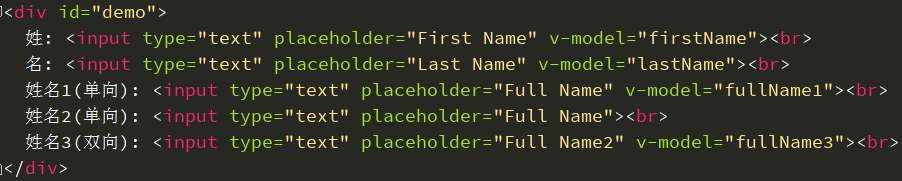 <div id="demo">
姓: <input type="text" placeholder="First Name" v-model="firstName"><br>
名: <input type="text" placeholder="Last Name" v-model="lastName"><br>
姓名1(单向): <input type="text" placeholder="Full Name" v-model="fullName1"><br>
姓名2(单向): <input type="text" placeholder="Full Name"><br>
姓名3(双向): <input type="text" placeholder="Full Name2" v-model="fullName3"><br>
</div>